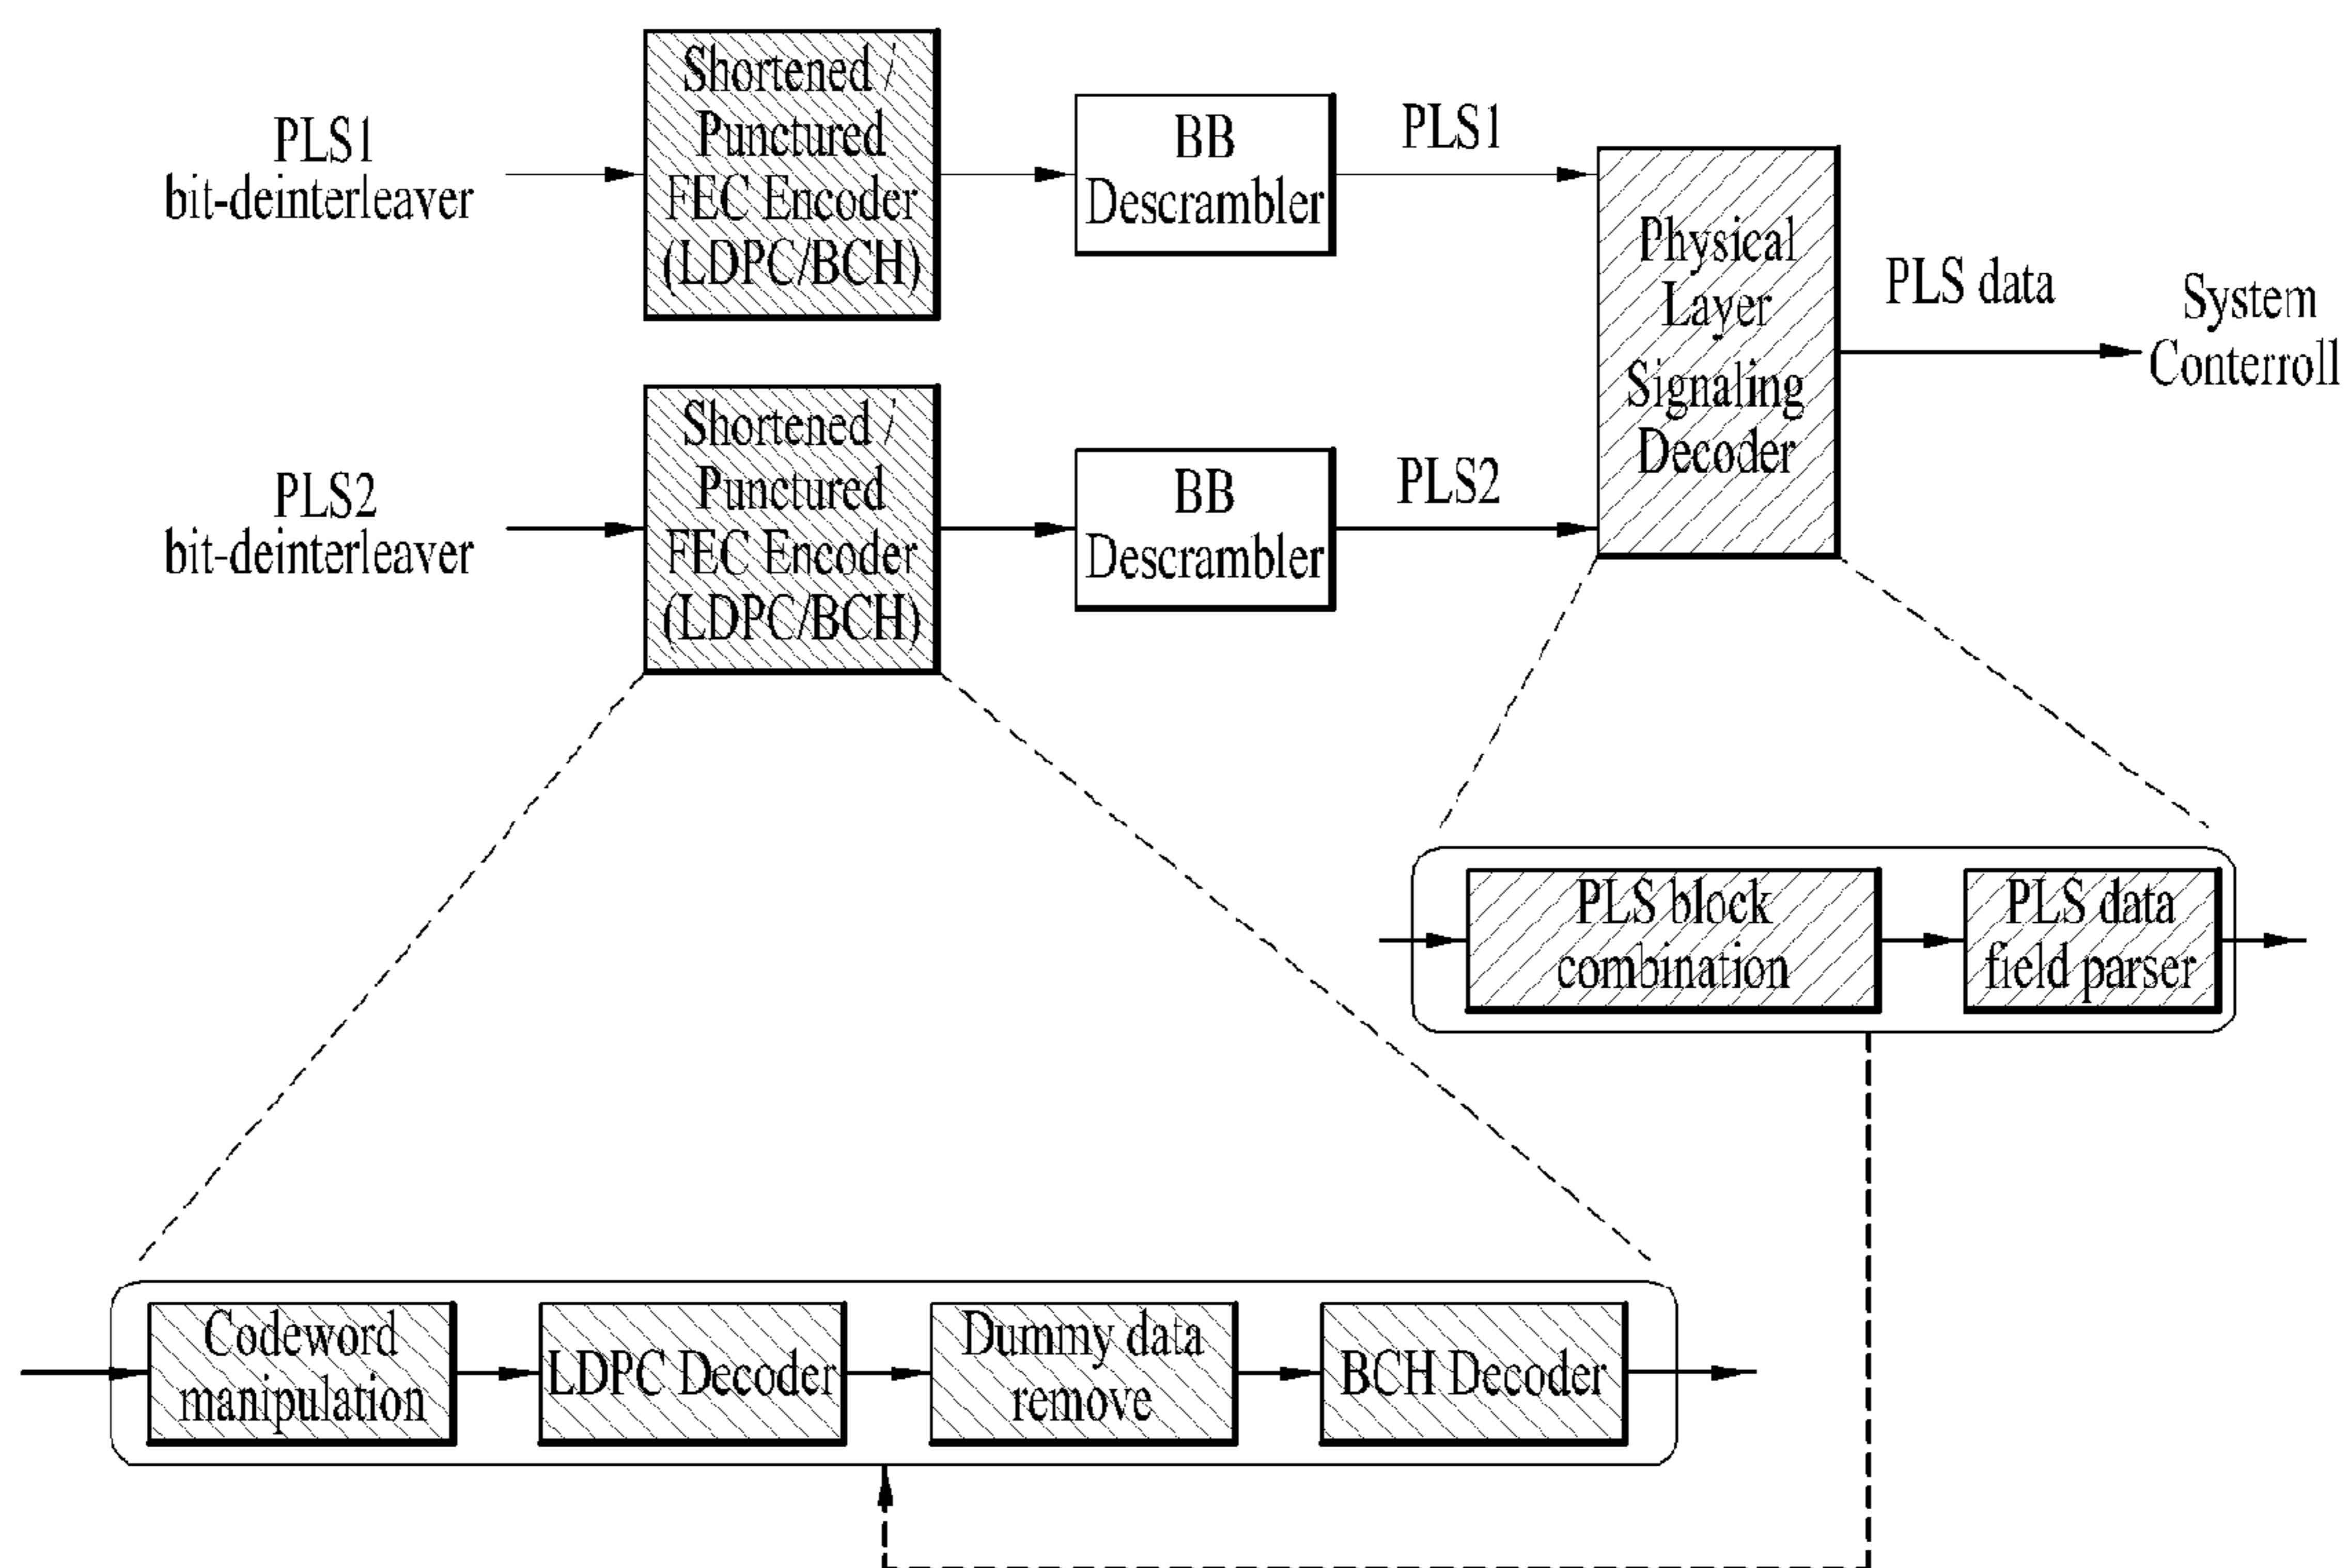 PLS1
bit-deinterleaver
Shortened /
Punctured
FEC Encoder
(LDPC/BCH)
BB
Descrambler
PLS1
Physical
Layer
Signaling
Decoder
PLS data
System
Conterroll
PLS2
bit-deinterleaver
Shortened /
Punctured
FEC Encoder
(LDPC/BCH)
BB
Descrambler
PLS2
PLS block
combination
PLS data
field parser
Codeword
manipulation
LDPC Decoder
Dummy data
remove
BCH Decoder